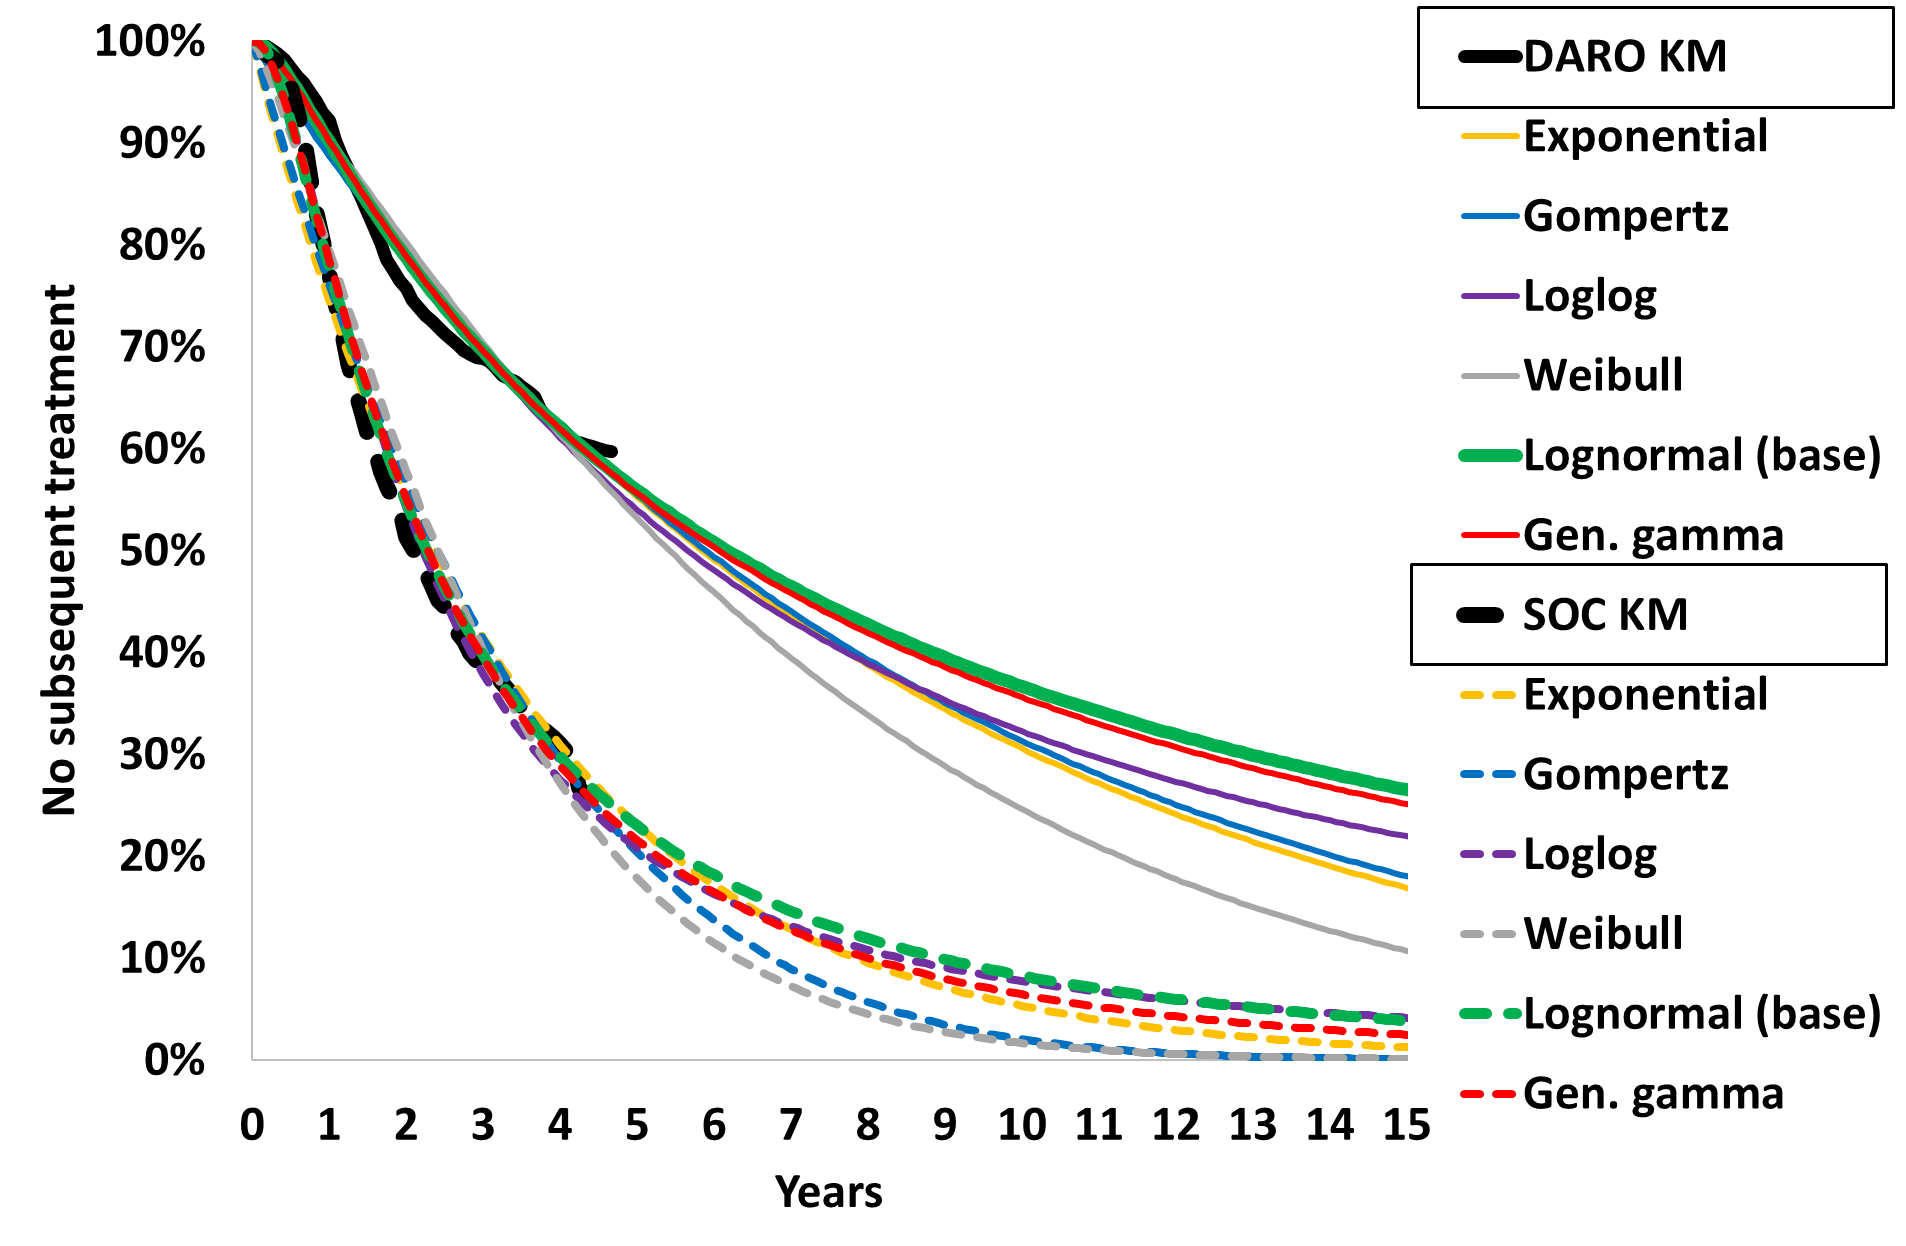 100%
90%
80%
70%
60%
50%
40%
30%
20%
10%
0%
No subsequent treatment
0 1 2 3 4 5 6 7 8 9 10 11 12 13 14 15
Years
DARO KM
Exponential
Gompertz
Loglog
Weibull
Lognormal (base)
Gen. gamma
SOC KM
Exponential
Gompertz
Loglog
Weibull
Lognormal (base)
Gen. gamma